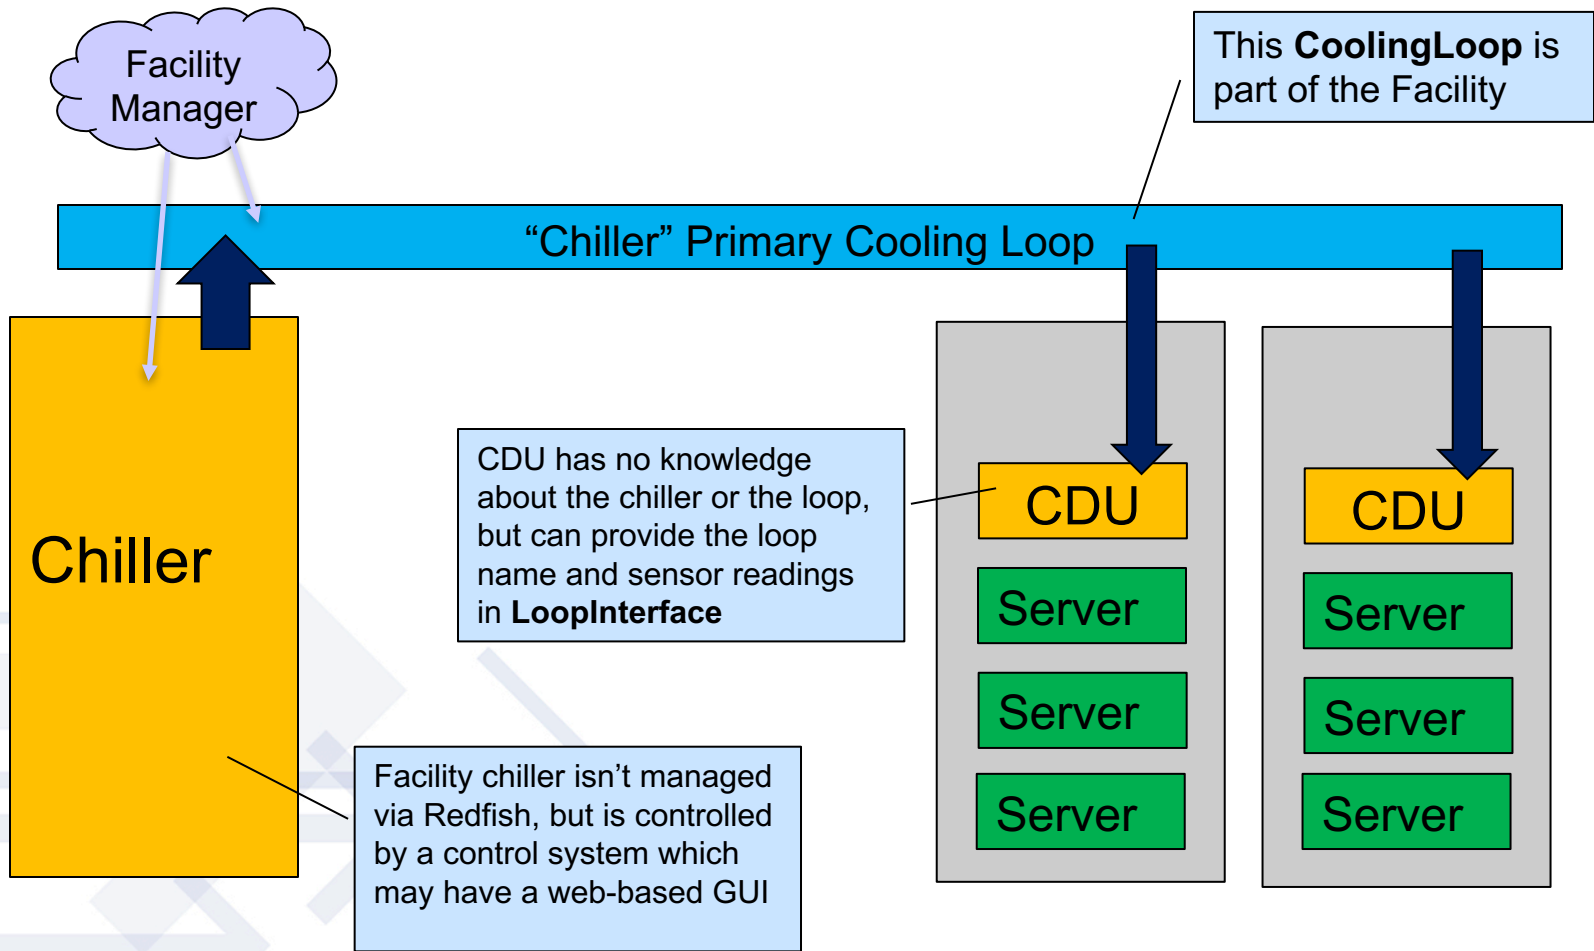 Facility
Manager
This CoolingLoop is
part of the Facility
“Chiller” Primary Cooling Loop
Chiller
CDU has no knowledge
about the chiller or the loop,
but can provide the loop
name and sensor readings
in LoopInterface
CDU
Server
Server
Server
CDU
Server
Server
Server
Facility chiller isn’t managed
via Redfish, but is controlled
by a control system which
may have a web-based GUI